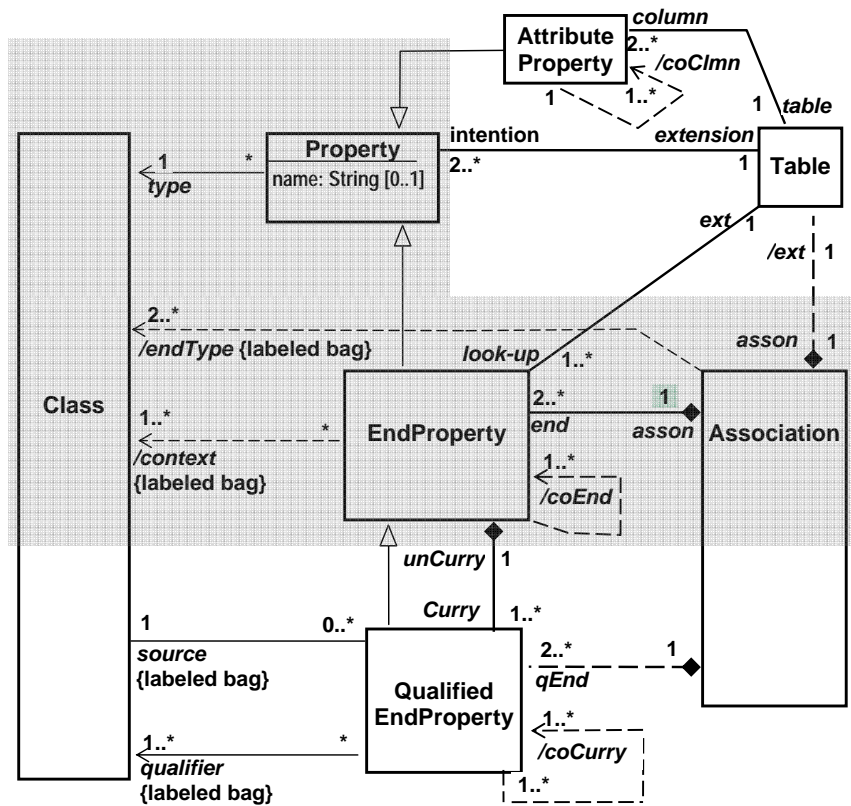 column
Attribute
Property
2..*
/coClmn
1
1..*
1
table
intention
extension
2..*
1
Table
Property
name: String [0..1]
1
*
type
ext
1
/ext
1
2..*
/endType {labeled bag}
look-up
1..*
asson
1
Class
EndProperty
2..*
end
1
asson
Association
1..*
*
/context
{labeled bag}
1..*
/coEnd
unCurry
1
Curry
1..*
1
0..*
source
{labeled bag}
Qualified
EndProperty
2..*
1
qEnd
1..*
*
qualifier
{labeled bag}
1..*
/coCurry
1..*